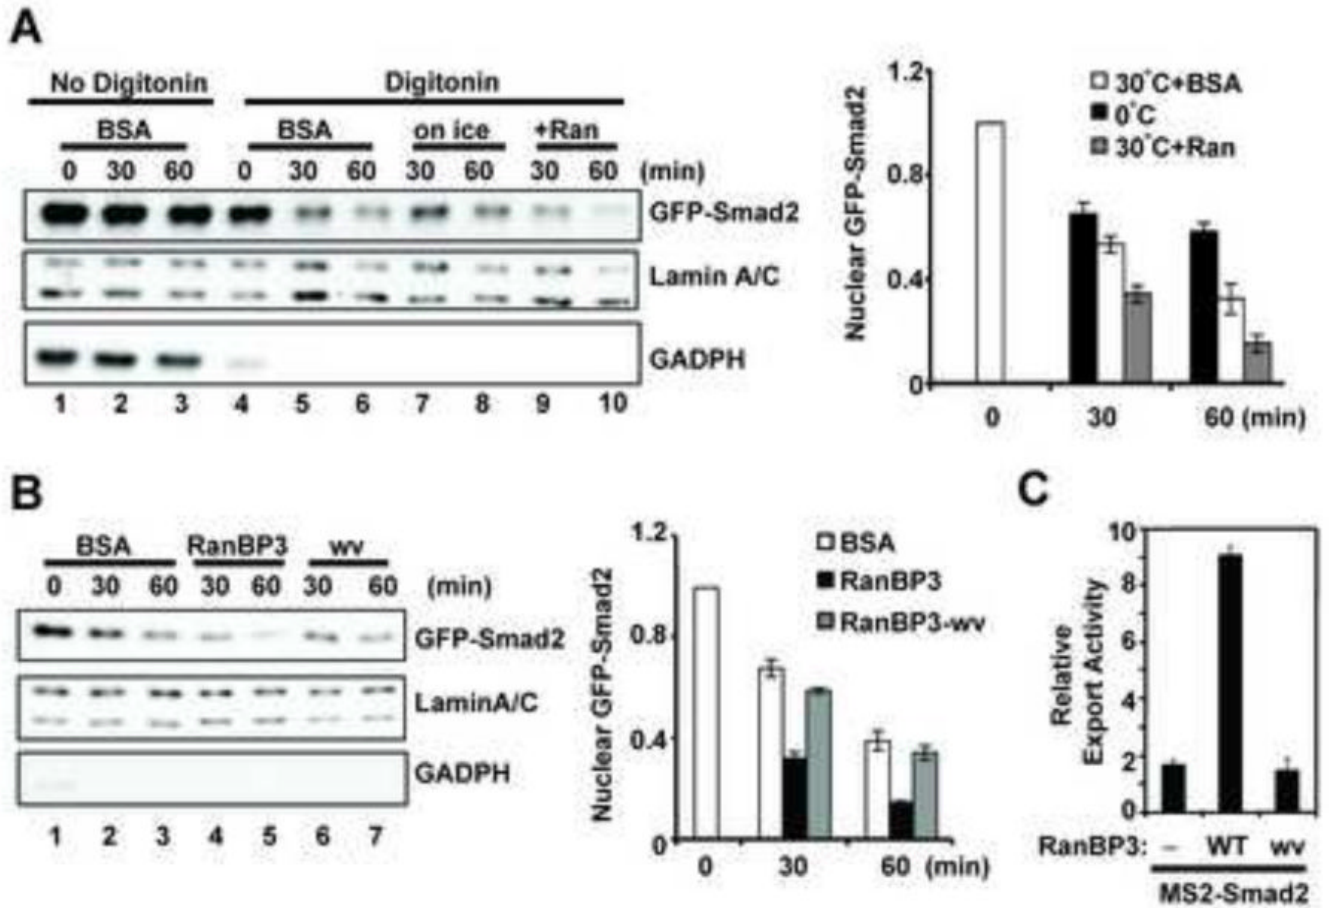 A
No Digitonin Digitonin
BSA BSA on ice +Ran
0 30 60 0 30 60 30 60 30 60 (min)
GFP-Smad2
Lamin A/C
GADPH
1 2 3 4 5 6 7 8 9 10
Nuclear GFP-Smad2
1.2
0.8
0.4
0
30°C+BSA
0°C
30°C+Ran
0 30 60 (min)
B
BSA RanBP3 wv
0 30 60 30 60 30 60 (min)
GFP-Smad2
LaminA/C
GADPH
1 2 3 4 5 6 7
Nuclear GFP-Smad2
1.2
0.8
0.4
0
BSA
RanBP3
RanBP3-wv
0 30 60 (min)
C
Relative
Export Activity
10
8
6
4
2
0
RanBP3: – WT wv
MS2-Smad2